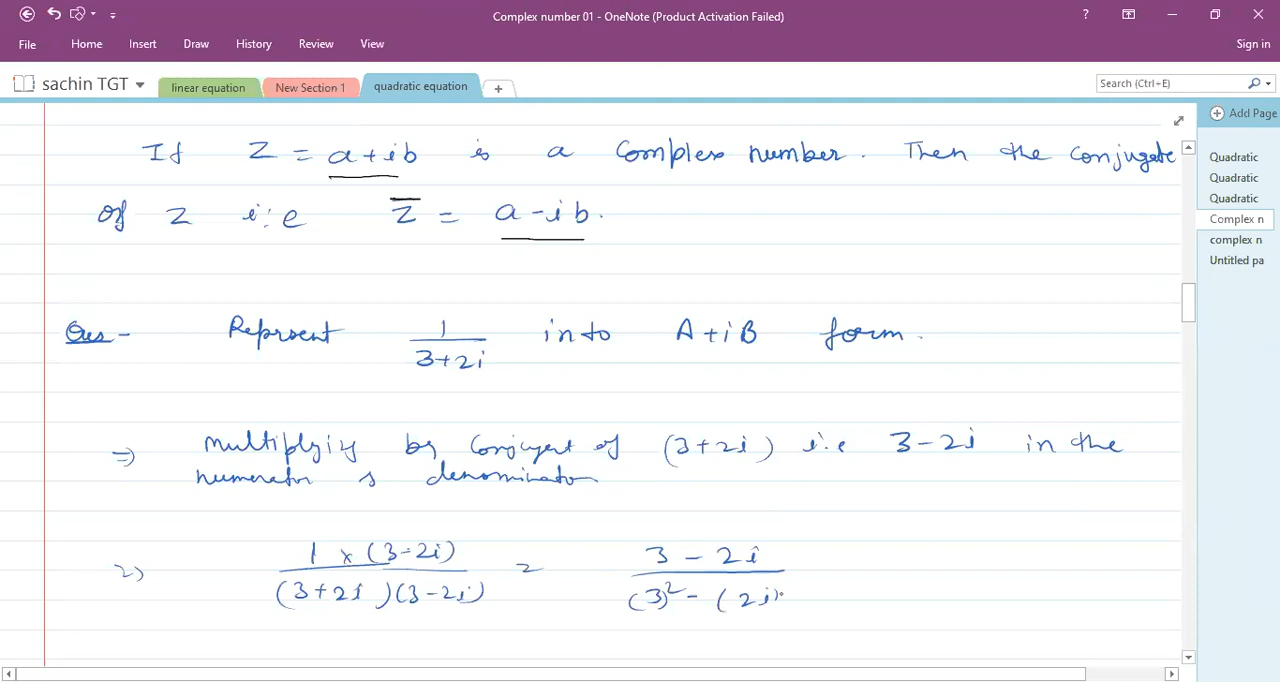 Complex number 01 - OneNote (Product Activation Failed)
?
File Home Insert Draw History Review View Sign in
sachin TGT linear equation New Section 1 quadratic equation + Search (Ctrl+E)
Add Page
Quadratic
Quadratic
Quadratic
Complex n
complex n
Untitled pa
If Z = a+ib is a Complex number. Then the Conjugate
of Z i.e Z̅ = a-ib.
Ques - Reprsent 1/(3+2i) into A+iB form.
⇒ Multiplying by Conjugent of (3+2i) i.e 3-2i in the
numerator & denominator
⇒ 1×(3-2i)/(3+2i)(3-2i) = 3-2i/(3)²-(2i)